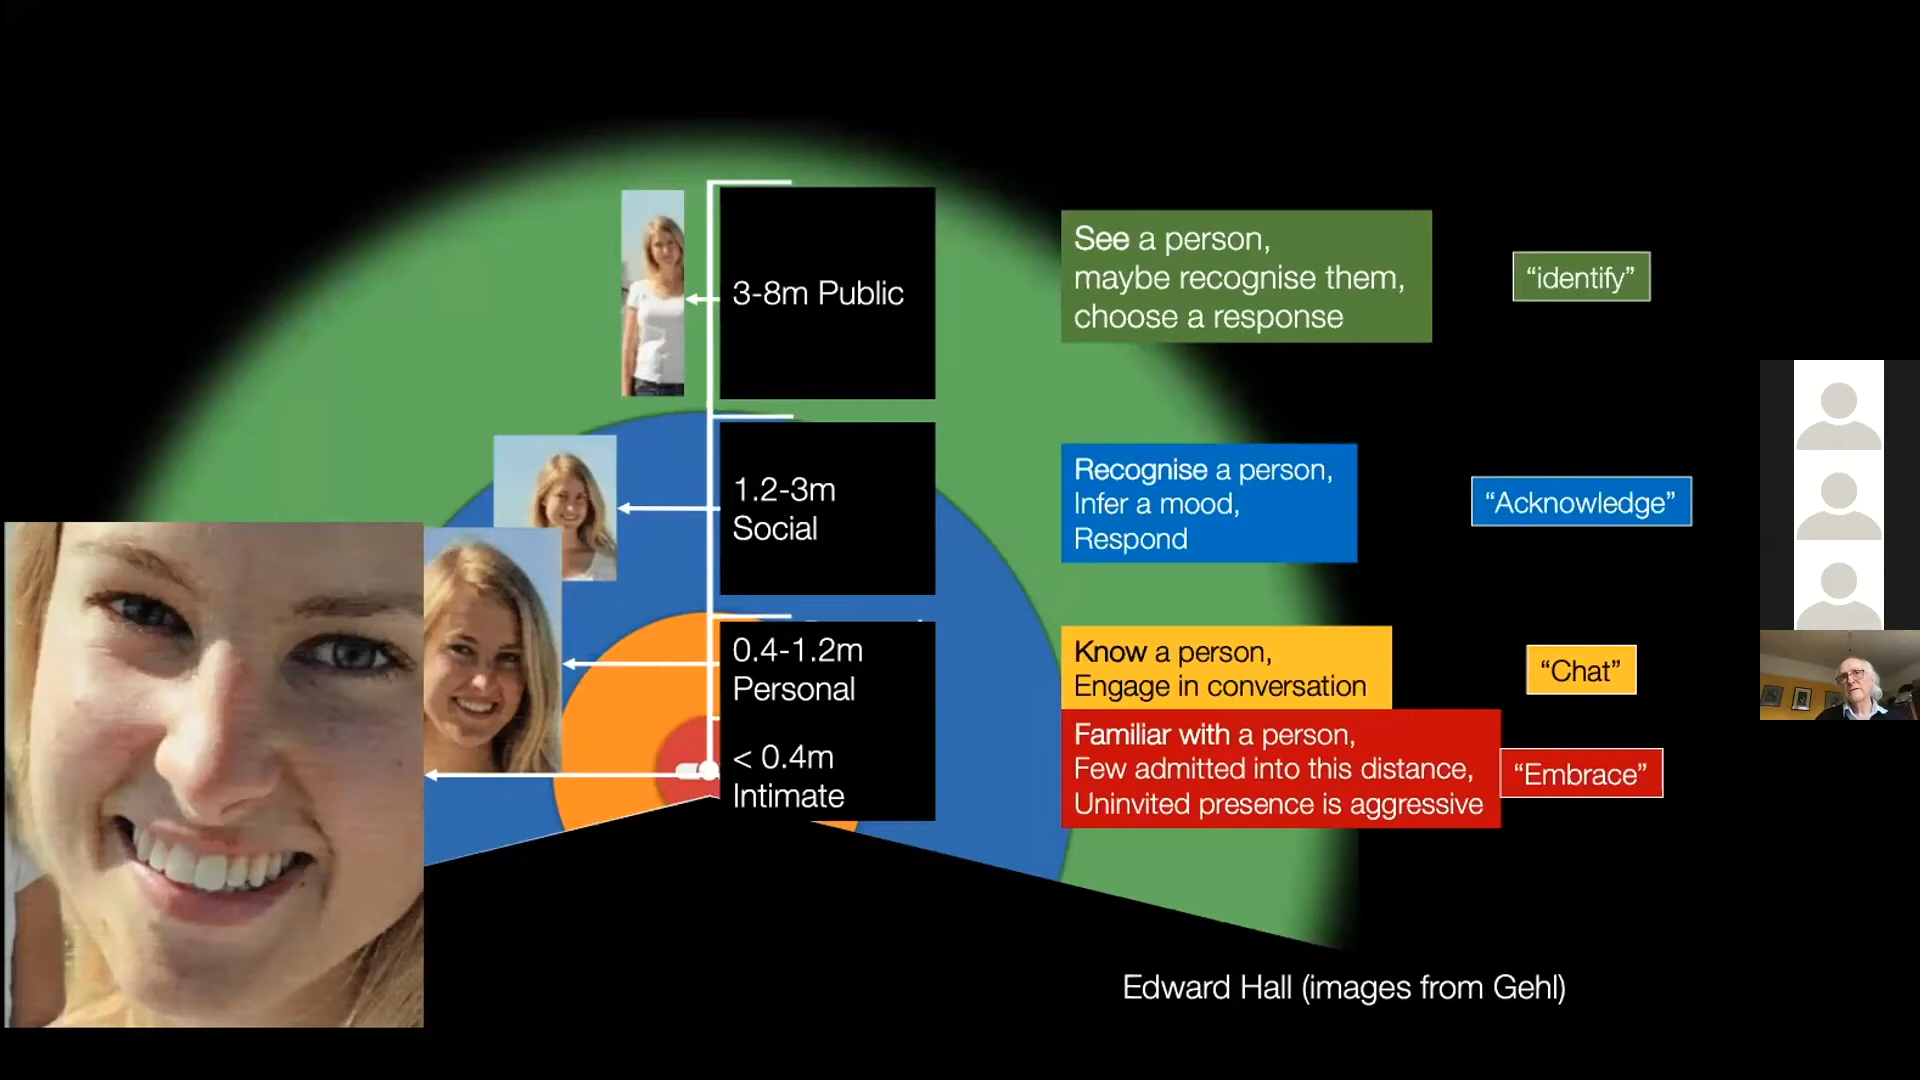 3-8m Public
See a person,
maybe recognise them,
choose a response
“identify”
1.2-3m
Social
Recognise a person,
Infer a mood,
Respond
“Acknowledge”
0.4-1.2m
Personal
Know a person,
Engage in conversation
“Chat”
< 0.4m
Intimate
Familiar with a person,
Few admitted into this distance,
Uninvited presence is aggressive
“Embrace”
Edward Hall (images from Gehl)